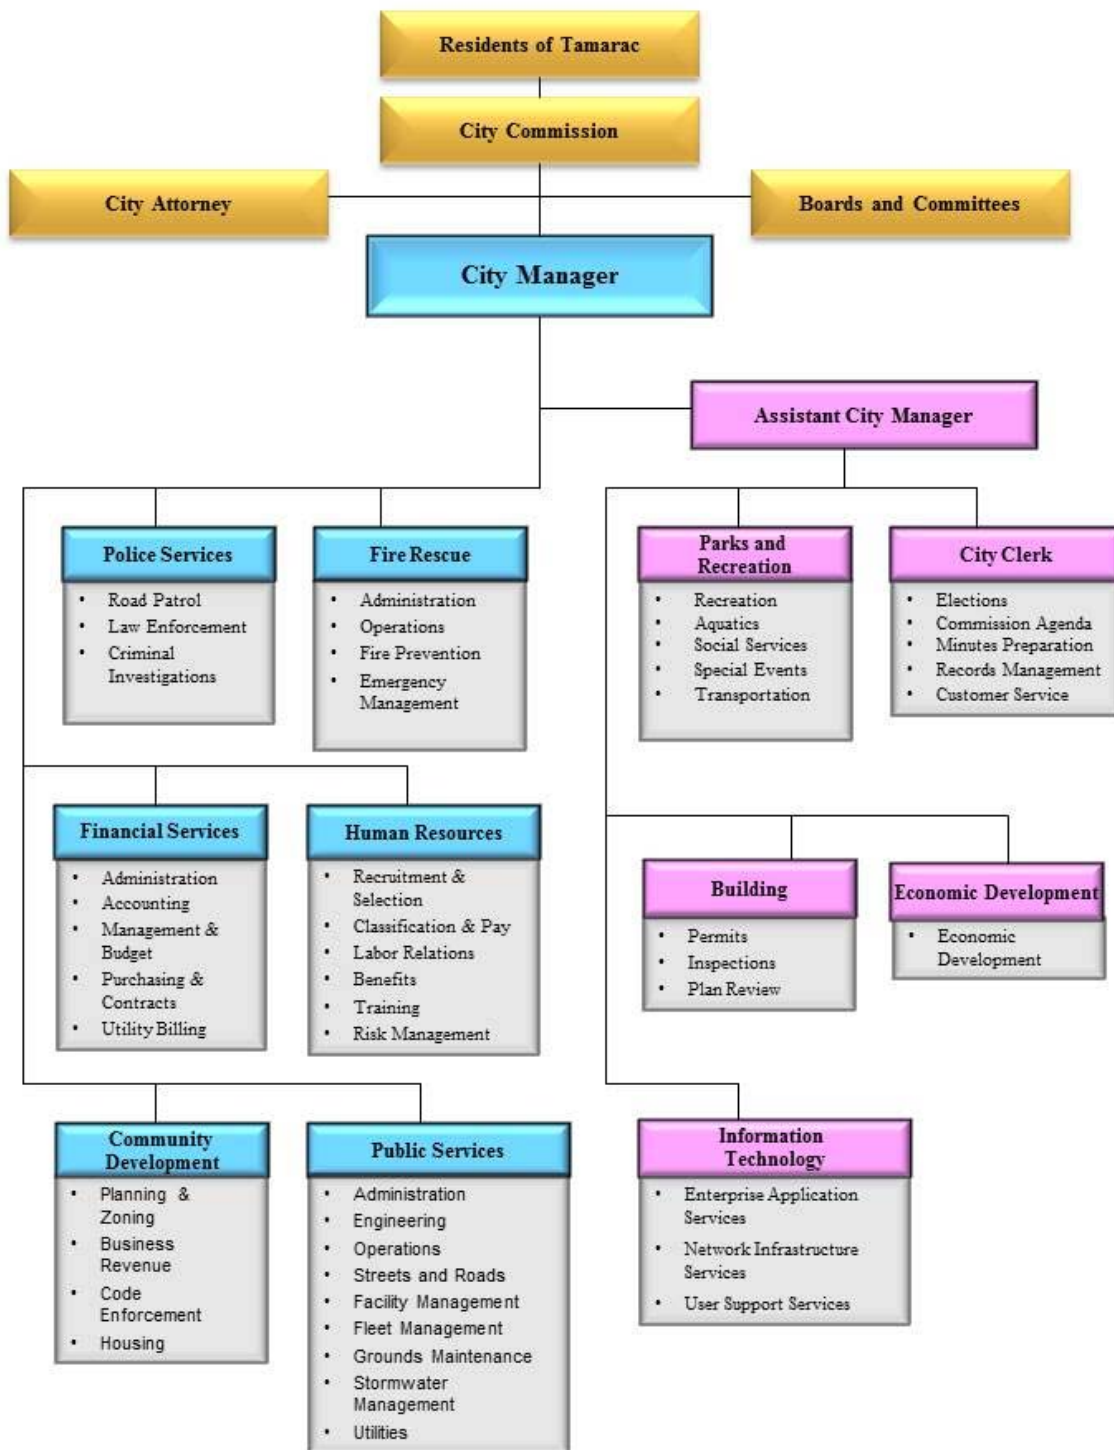 Residents of Tamarac
City Commission
City Attorney
Boards and Committees
City Manager
Assistant City Manager
Police Services
• Road Patrol
• Law Enforcement
• Criminal
Investigations
Fire Rescue
• Administration
• Operations
• Fire Prevention
• Emergency
Management
Parks and
Recreation
• Recreation
• Aquatics
• Social Services
• Special Events
• Transportation
City Clerk
• Elections
• Commission Agenda
• Minutes Preparation
• Records Management
• Customer Service
Financial Services
• Administration
• Accounting
• Management &
Budget
• Purchasing &
Contracts
• Utility Billing
Human Resources
• Recruitment &
Selection
• Classification & Pay
• Labor Relations
• Benefits
• Training
• Risk Management
Building
• Permits
• Inspections
• Plan Review
Economic Development
• Economic
Development
Community
Development
• Planning &
Zoning
• Business
Revenue
• Code
Enforcement
• Housing
Public Services
• Administration
• Engineering
• Operations
• Streets and Roads
• Facility Management
• Fleet Management
• Grounds Maintenance
• Stormwater
Management
• Utilities
Information
Technology
• Enterprise Application
Services
• Network Infrastructure
Services
• User Support Services